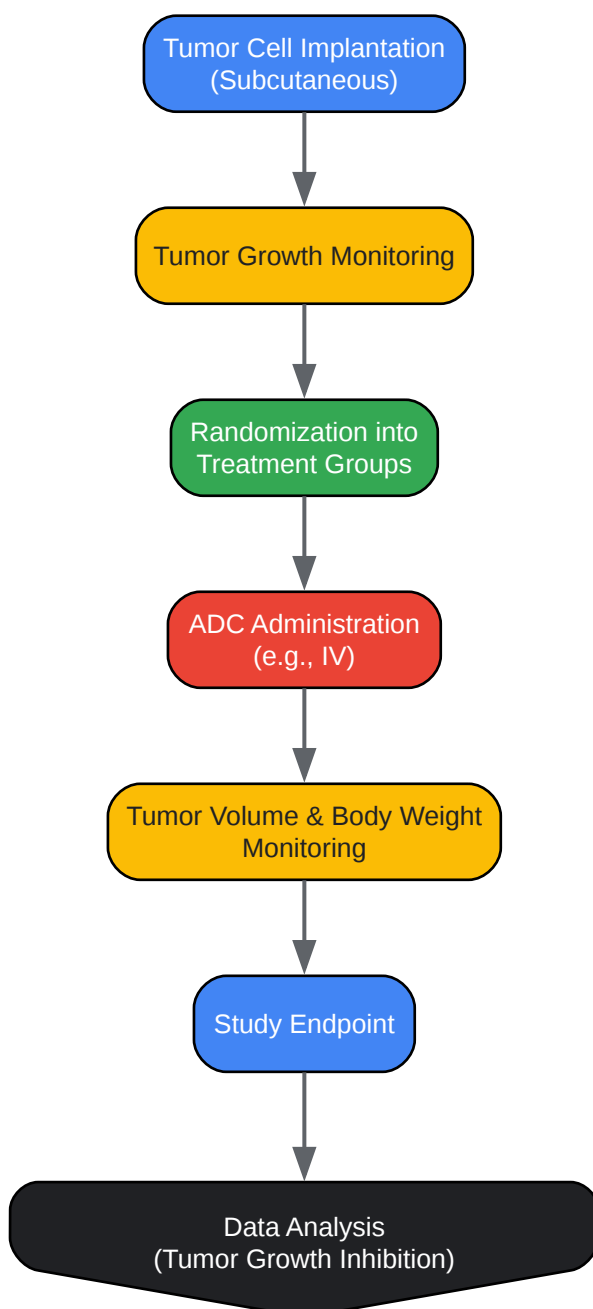 Tumor Cell Implantation
(Subcutaneous)
Tumor Growth Monitoring
Randomization into
Treatment Groups
ADC Administration
(e.g., IV)
Tumor Volume & Body Weight
Monitoring
Study Endpoint
Data Analysis
(Tumor Growth Inhibition)